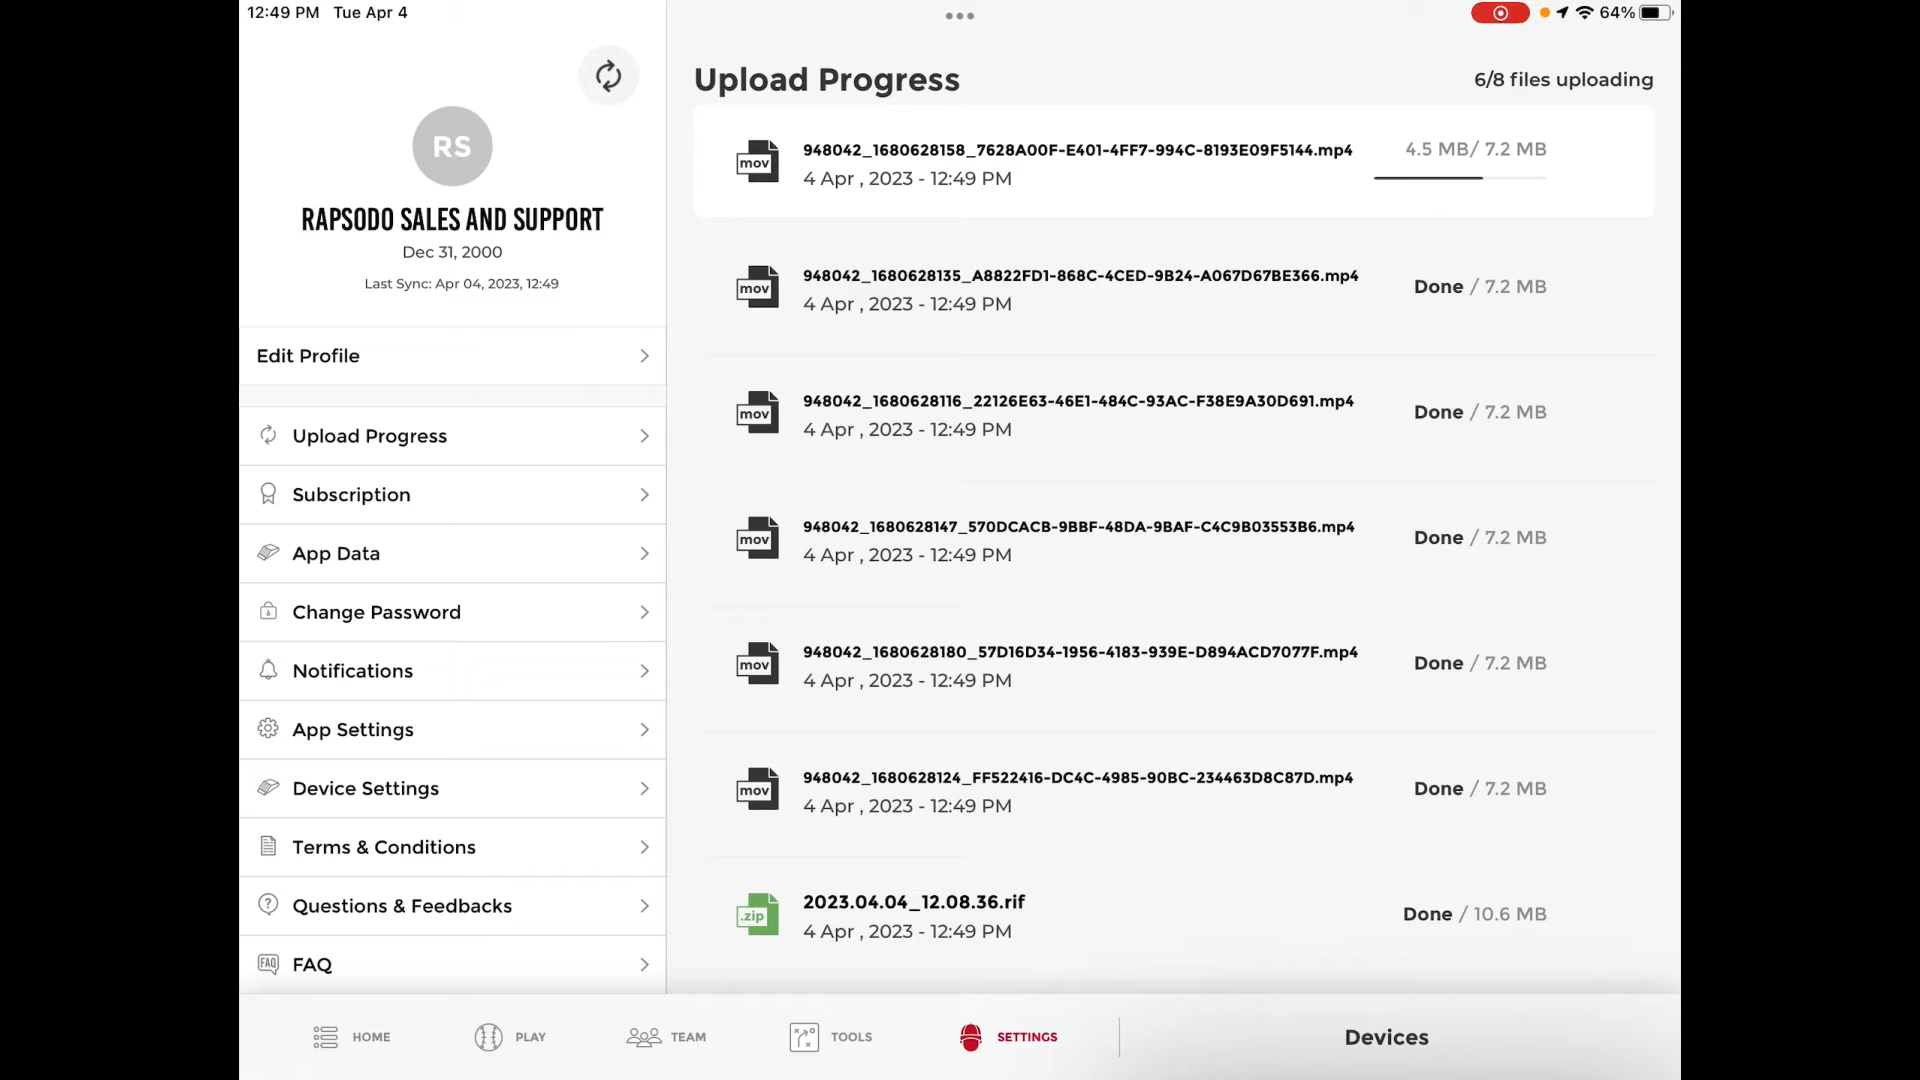 12:49 PM Tue Apr 4
64%
RS
RAPSODO SALES AND SUPPORT
Dec 31, 2000
Last Sync: Apr 04, 2023, 12:49
Edit Profile
Upload Progress
Subscription
App Data
Change Password
Notifications
App Settings
Device Settings
Terms & Conditions
Questions & Feedbacks
FAQ
FAQ
Upload Progress
6/8 files uploading
mov
948042_1680628158_7628A00F-E401-4FF7-994C-8193E09F5144.mp4
4.5 MB/ 7.2 MB
4 Apr , 2023 - 12:49 PM
mov
948042_1680628135_A8822FD1-868C-4CED-9B24-A067D67BE366.mp4
Done / 7.2 MB
4 Apr , 2023 - 12:49 PM
mov
948042_1680628116_22126E63-46E1-484C-93AC-F38E9A30D691.mp4
Done / 7.2 MB
4 Apr , 2023 - 12:49 PM
mov
948042_1680628147_570DCACB-9BBF-48DA-9BAF-C4C9B03553B6.mp4
Done / 7.2 MB
4 Apr , 2023 - 12:49 PM
mov
948042_1680628180_57D16D34-1956-4183-939E-D894ACD7077F.mp4
Done / 7.2 MB
4 Apr , 2023 - 12:49 PM
mov
948042_1680628124_FF522416-DC4C-4985-90BC-234463D8C87D.mp4
Done / 7.2 MB
4 Apr , 2023 - 12:49 PM
.zip
2023.04.04_12.08.36.rif
Done / 10.6 MB
4 Apr , 2023 - 12:49 PM
HOME
PLAY
TEAM
TOOLS
SETTINGS
Devices